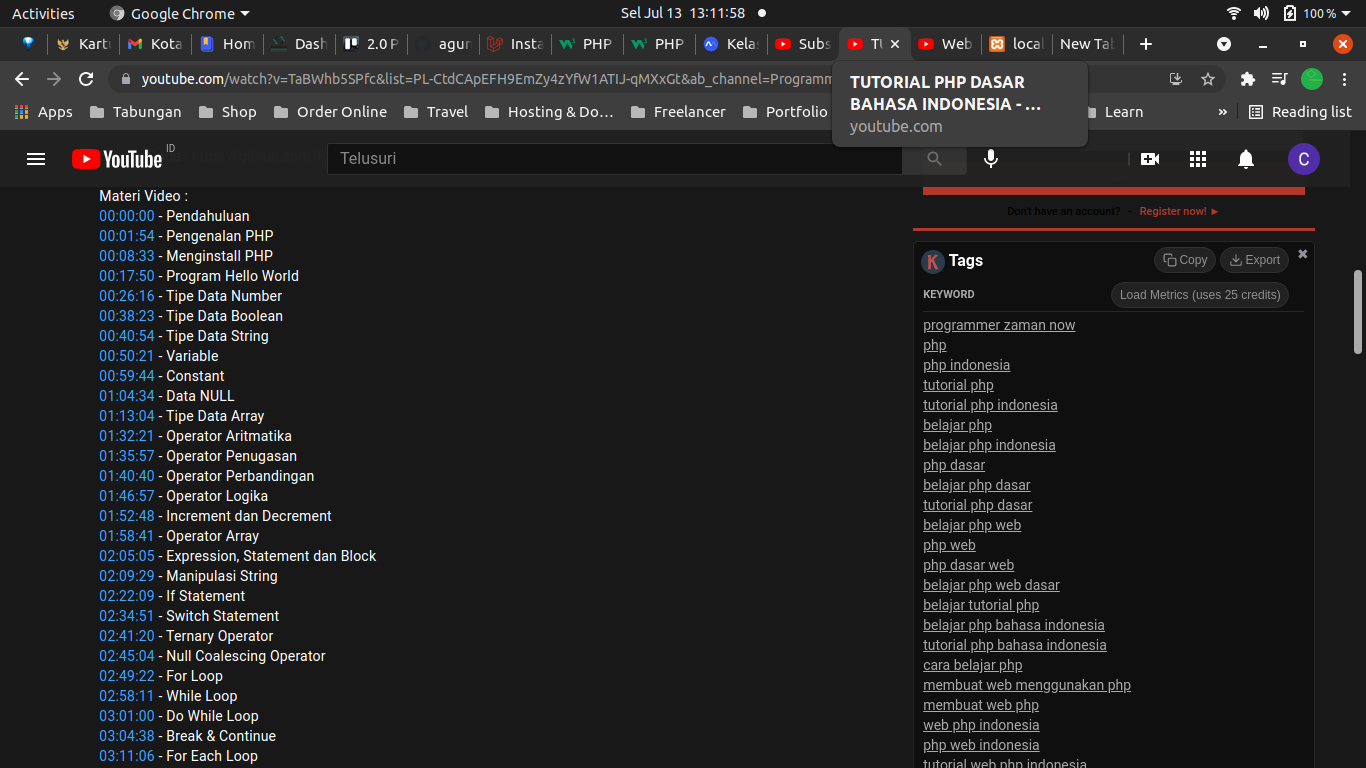 Activities Google Chrome Sel Jul 13 13:11:58 100 %
Kart Kota Hom Dash 2.0 P agur Insta PHP PHP Kelas Subs TU Web local New Tab
youtube.com/watch?v=TaBWhb5SPfc&list=PL-CtdCApEFH9EmZy4zYfW1ATIJ-qMXxGt&ab_channel=Programm
TUTORIAL PHP DASAR
BAHASA INDONESIA - ...
youtube.com
Apps Tabungan Shop Order Online Travel Hosting & Do... Freelancer Portfolio Learn » Reading list
YouTube ID Telusuri C
Materi Video :
00:00:00 - Pendahuluan
00:01:54 - Pengenalan PHP
00:08:33 - Menginstall PHP
00:17:50 - Program Hello World
00:26:16 - Tipe Data Number
00:38:23 - Tipe Data Boolean
00:40:54 - Tipe Data String
00:50:21 - Variable
00:59:44 - Constant
01:04:34 - Data NULL
01:13:04 - Tipe Data Array
01:32:21 - Operator Aritmatika
01:35:57 - Operator Penugasan
01:40:40 - Operator Perbandingan
01:46:57 - Operator Logika
01:52:48 - Increment dan Decrement
01:58:41 - Operator Array
02:05:05 - Expression, Statement dan Block
02:09:29 - Manipulasi String
02:22:09 - If Statement
02:34:51 - Switch Statement
02:41:20 - Ternary Operator
02:45:04 - Null Coalescing Operator
02:49:22 - For Loop
02:58:11 - While Loop
03:01:00 - Do While Loop
03:04:38 - Break & Continue
03:11:06 - For Each Loop
Don't have an account? - Register now! ►
K Tags Copy Export
KEYWORD Load Metrics (uses 25 credits)
programmer zaman now
php
php indonesia
tutorial php
tutorial php indonesia
belajar php
belajar php indonesia
php dasar
belajar php dasar
tutorial php dasar
belajar php web
php web
php dasar web
belajar php web dasar
belajar tutorial php
belajar php bahasa indonesia
tutorial php bahasa indonesia
cara belajar php
membuat web menggunakan php
membuat web php
web php indonesia
php web indonesia
tutorial web php indonesia